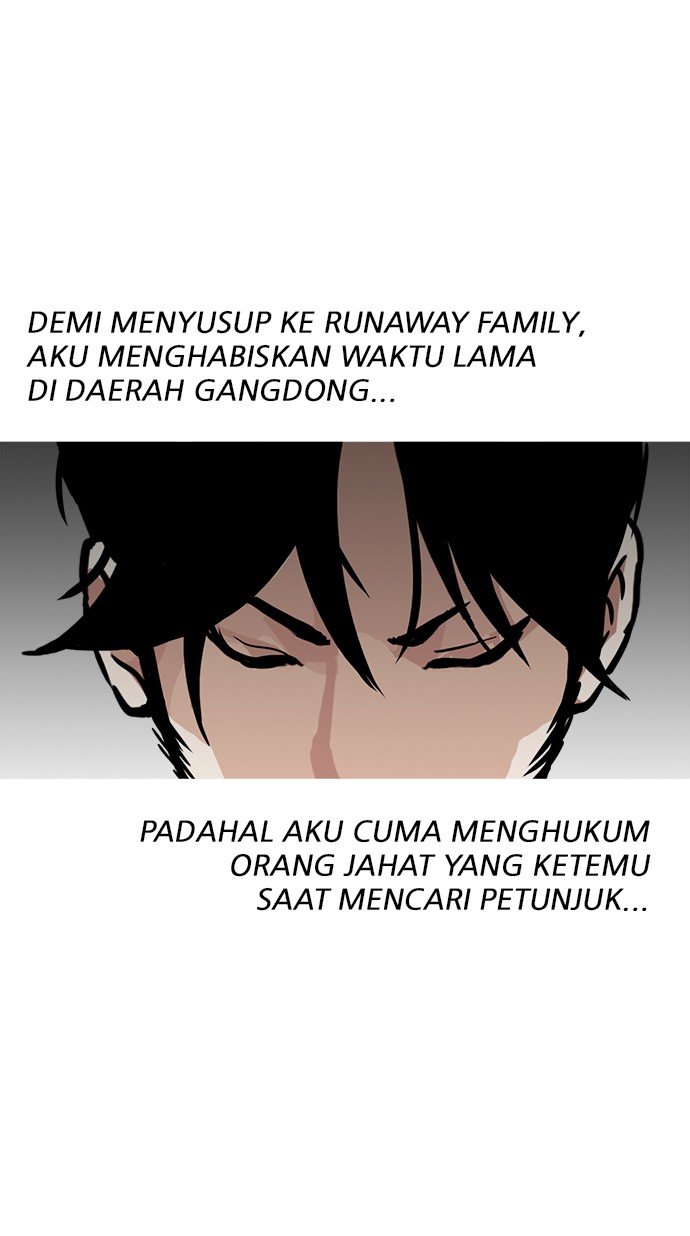 DEMI MENYUSUP KE RUNAWAY FAMILY,
AKU MENGHABISKAN WAKTU LAMA
DI DAERAH GANGDONG...
PADAHAL AKU CUMA MENGHUKUM
ORANG JAHAT YANG KETEMU
SAAT MENCARI PETUNJUK...